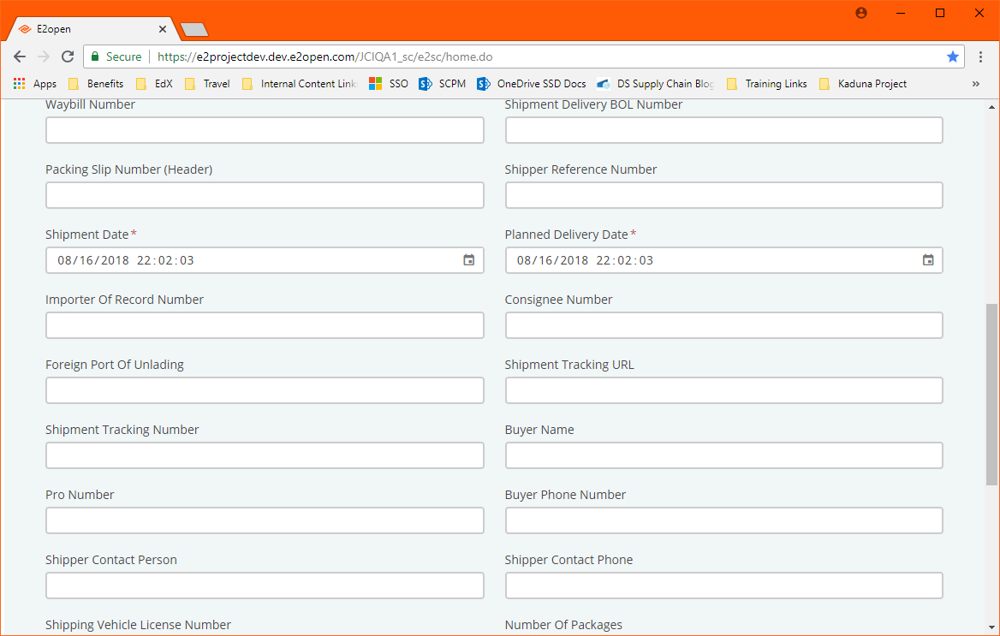 E2open
Secure https://e2projectdev.dev.e2open.com/JCIQA1_sc/e2sc/home.do
Apps Benefits EdX Travel Internal Content Link SSO SCPM OneDrive SSD Docs DS Supply Chain Blog Training Links Kaduna Project »
Waybill Number Shipment Delivery BOL Number
Packing Slip Number (Header) Shipper Reference Number
Shipment Date* Planned Delivery Date*
08/16/2018 22:02:03 08/16/2018 22:02:03
Importer Of Record Number Consignee Number
Foreign Port Of Unlading Shipment Tracking URL
Shipment Tracking Number Buyer Name
Pro Number Buyer Phone Number
Shipper Contact Person Shipper Contact Phone
Shipping Vehicle License Number Number Of Packages